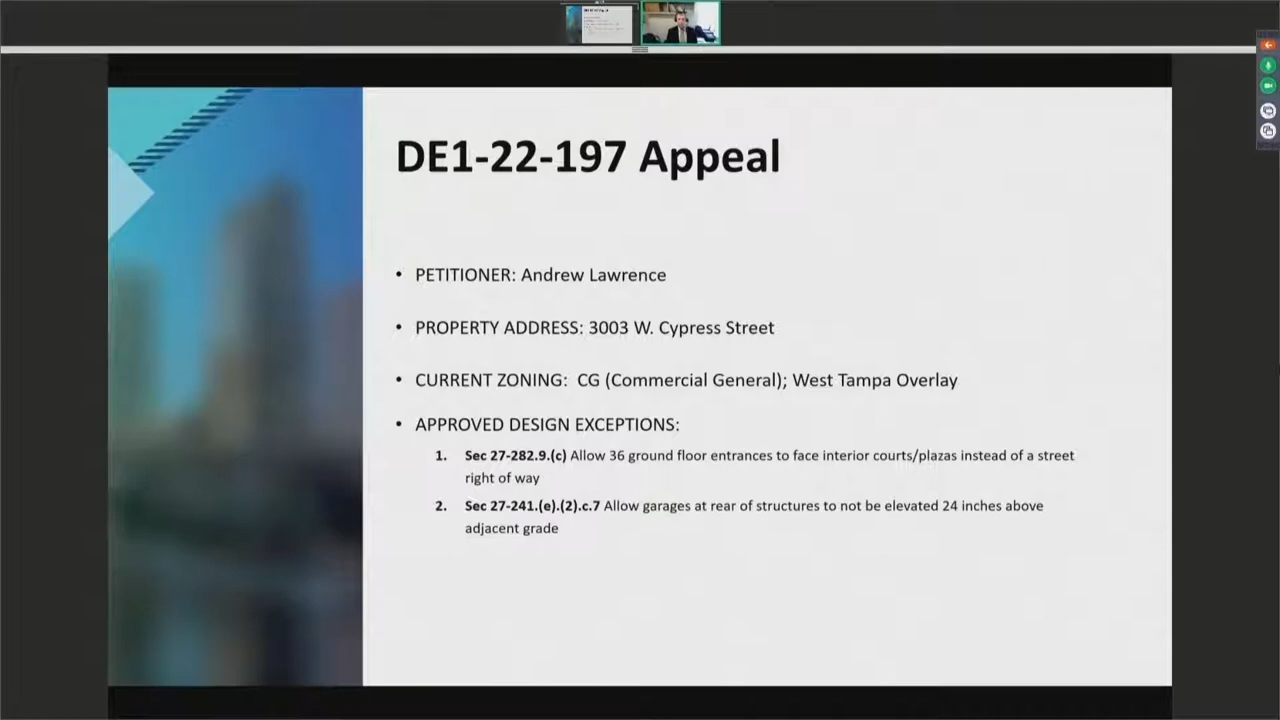 DE1-22-197 Appeal
• PETITIONER: Andrew Lawrence
• PROPERTY ADDRESS: 3003 W. Cypress Street
• CURRENT ZONING:  CG (Commercial General); West Tampa Overlay
• APPROVED DESIGN EXCEPTIONS:
1. Sec 27-282.9.(c) Allow 36 ground floor entrances to face interior courts/plazas instead of a street
right of way
2. Sec 27-241.(e).(2).c.7 Allow garages at rear of structures to not be elevated 24 inches above
adjacent grade